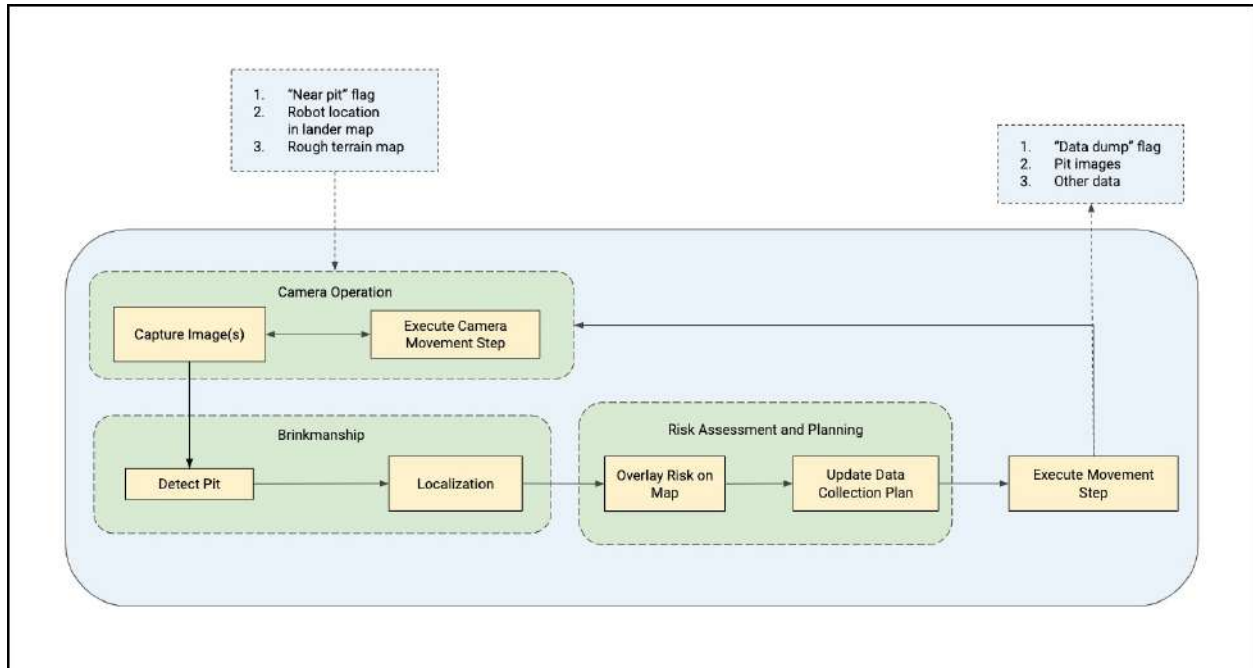 1. “Near pit” flag
2. Robot location
in lander map
3. Rough terrain map
1. “Data dump” flag
2. Pit images
3. Other data
Camera Operation
Capture Image(s)
Execute Camera
Movement Step
Brinkmanship
Detect Pit
Localization
Risk Assessment and Planning
Overlay Risk on
Map
Update Data
Collection Plan
Execute Movement
Step